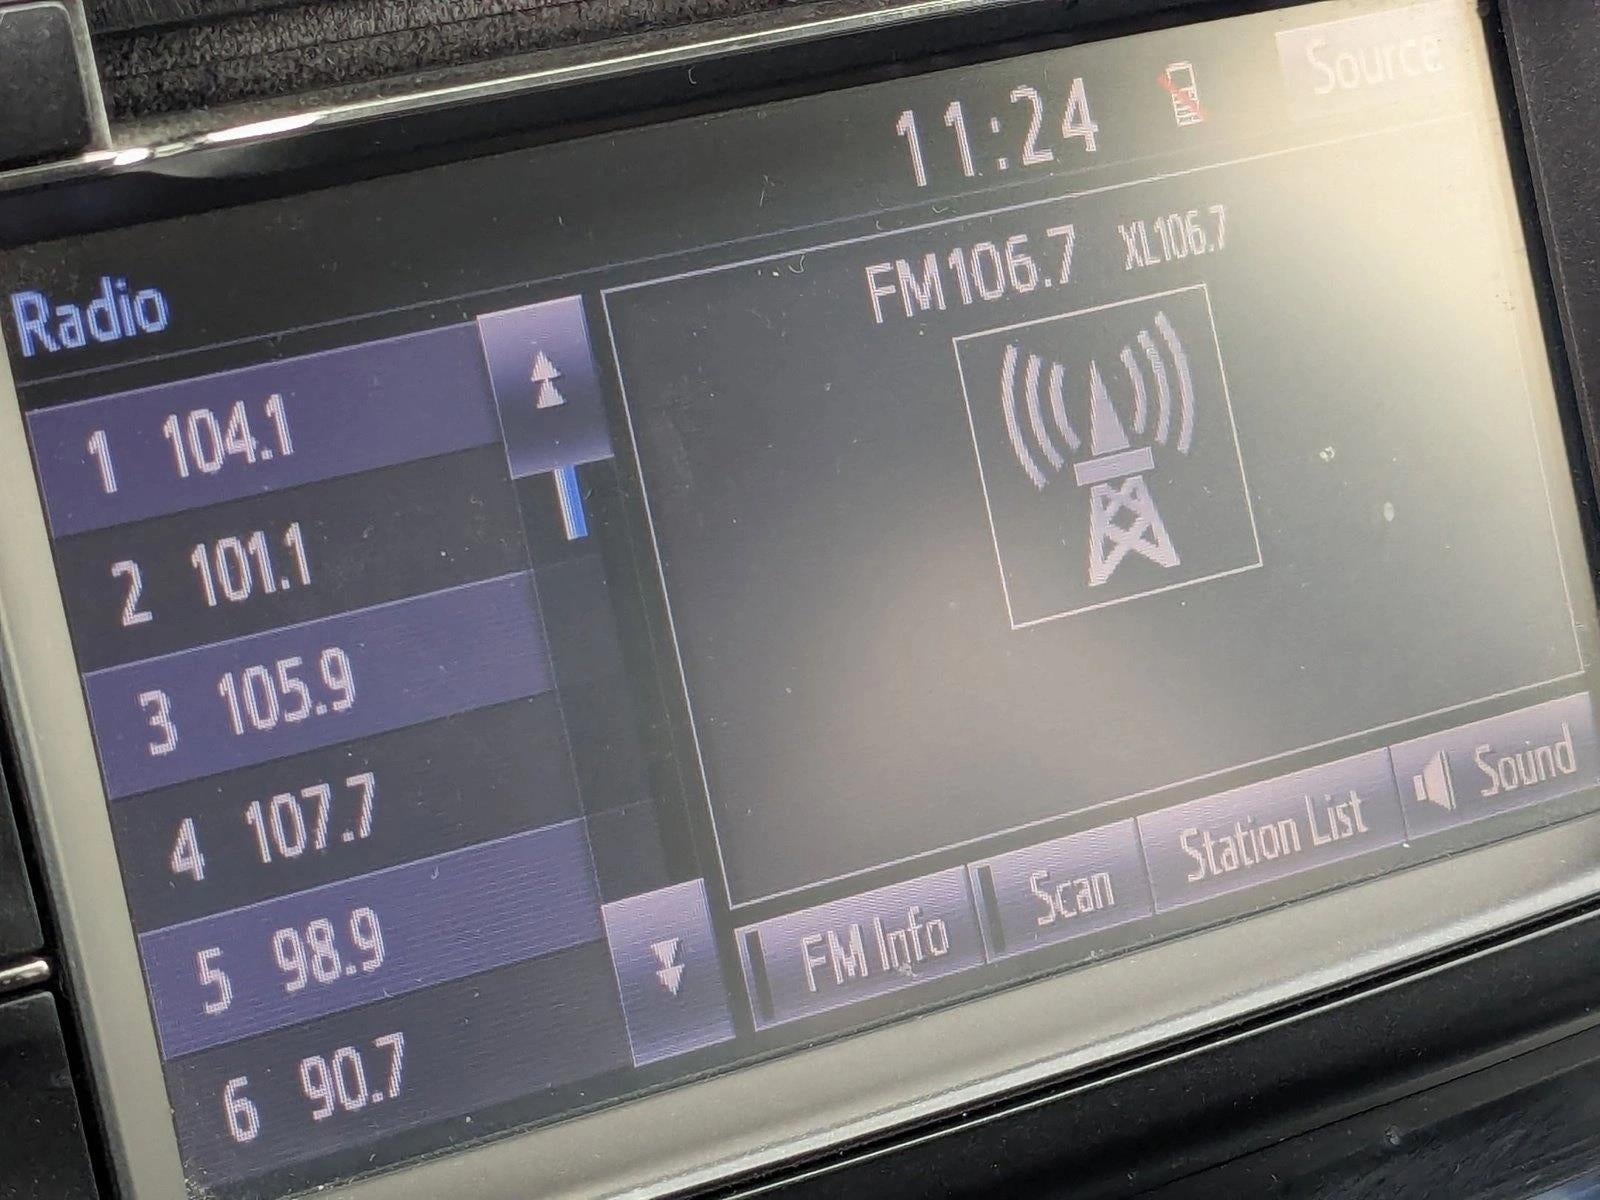 11:24
Source
Radio
FM106.7 XL106.7
1 104.1
2 101.1
3 105.9
4 107.7
5 98.9
6 90.7
FM Info
Scan
Station List
Sound